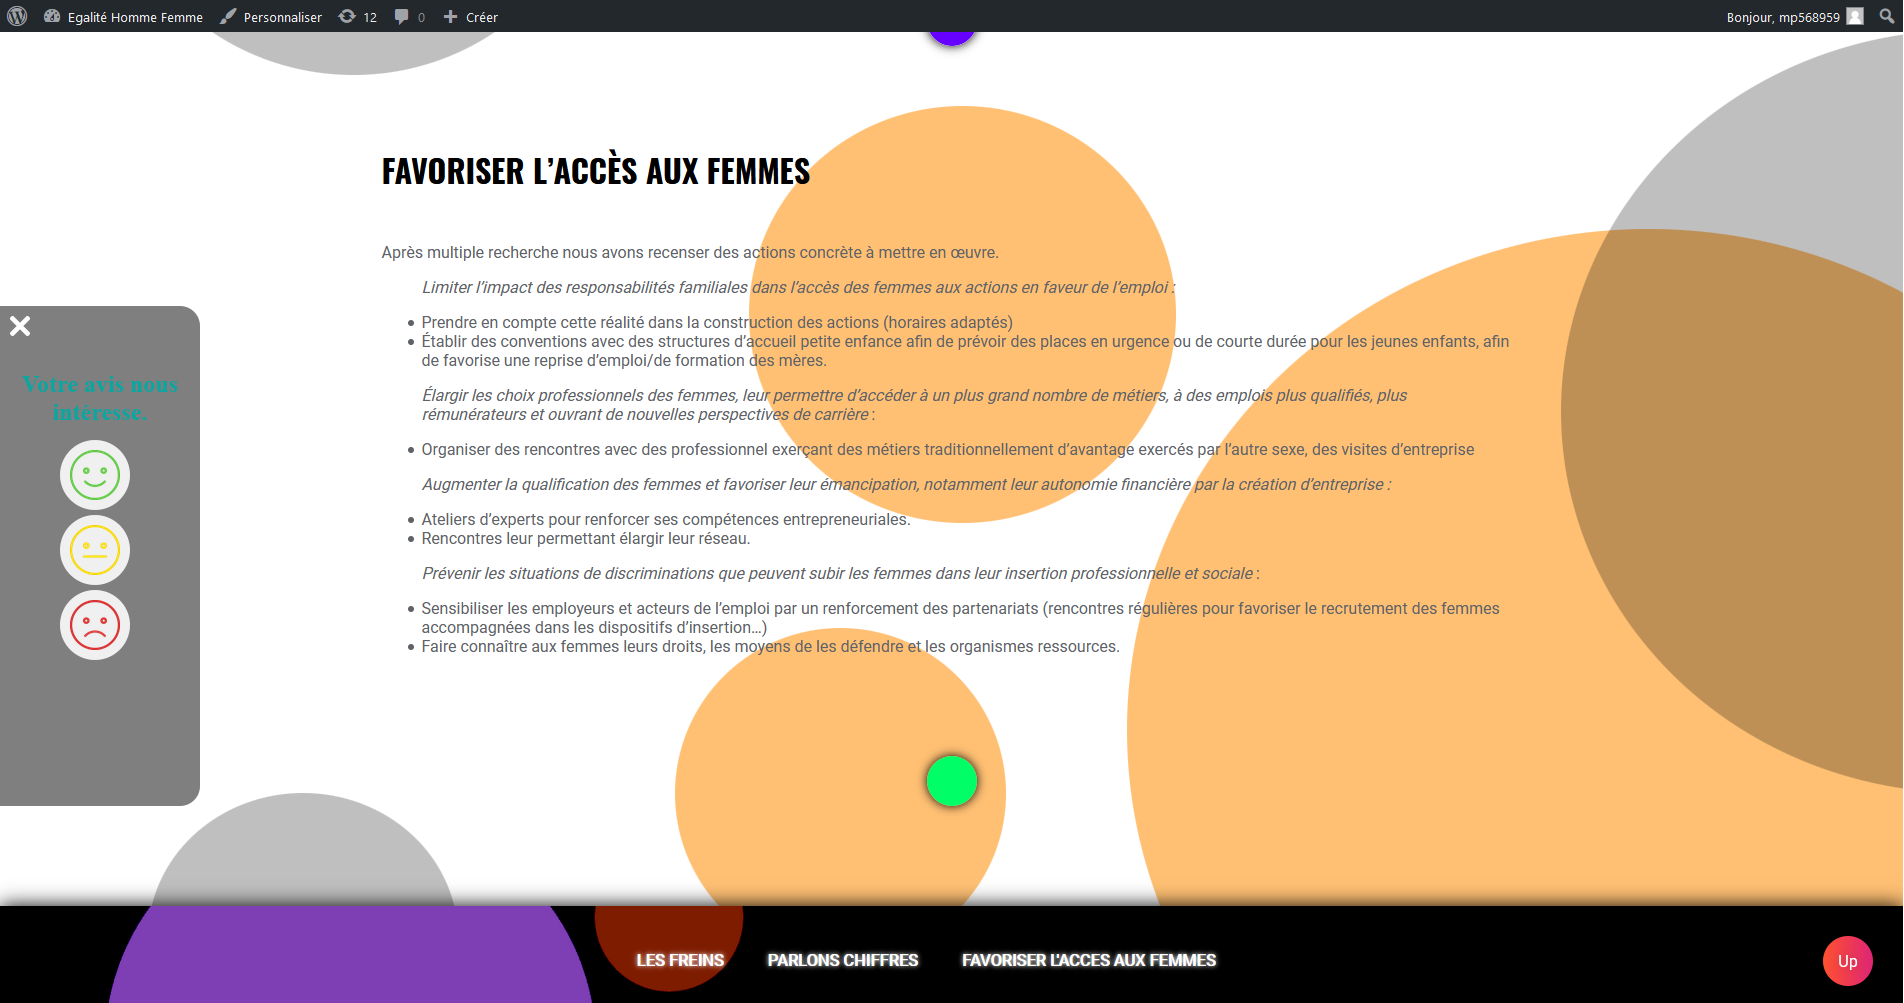 Egalité Homme Femme Personnaliser 12 0 Créer Bonjour, mp568959
FAVORISER L’ACCÈS AUX FEMMES
Après multiple recherche nous avons recenser des actions concrète à mettre en œuvre.
Limiter l’impact des responsabilités familiales dans l’accès des femmes aux actions en faveur de l’emploi :
Prendre en compte cette réalité dans la construction des actions (horaires adaptés)
Établir des conventions avec des structures d’accueil petite enfance afin de prévoir des places en urgence ou de courte durée pour les jeunes enfants, afin
de favorise une reprise d’emploi/de formation des mères.
Élargir les choix professionnels des femmes, leur permettre d’accéder à un plus grand nombre de métiers, à des emplois plus qualifiés, plus
rémunérateurs et ouvrant de nouvelles perspectives de carrière :
Organiser des rencontres avec des professionnel exerçant des métiers traditionnellement d’avantage exercés par l’autre sexe, des visites d’entreprise
Augmenter la qualification des femmes et favoriser leur émancipation, notamment leur autonomie financière par la création d’entreprise :
Ateliers d’experts pour renforcer ses compétences entrepreneuriales.
Rencontres leur permettant élargir leur réseau.
Prévenir les situations de discriminations que peuvent subir les femmes dans leur insertion professionnelle et sociale :
Sensibiliser les employeurs et acteurs de l’emploi par un renforcement des partenariats (rencontres régulières pour favoriser le recrutement des femmes
accompagnées dans les dispositifs d’insertion…)
Faire connaître aux femmes leurs droits, les moyens de les défendre et les organismes ressources.
Votre avis nous
intéresse.
LES FREINS PARLONS CHIFFRES FAVORISER L'ACCES AUX FEMMES
Up